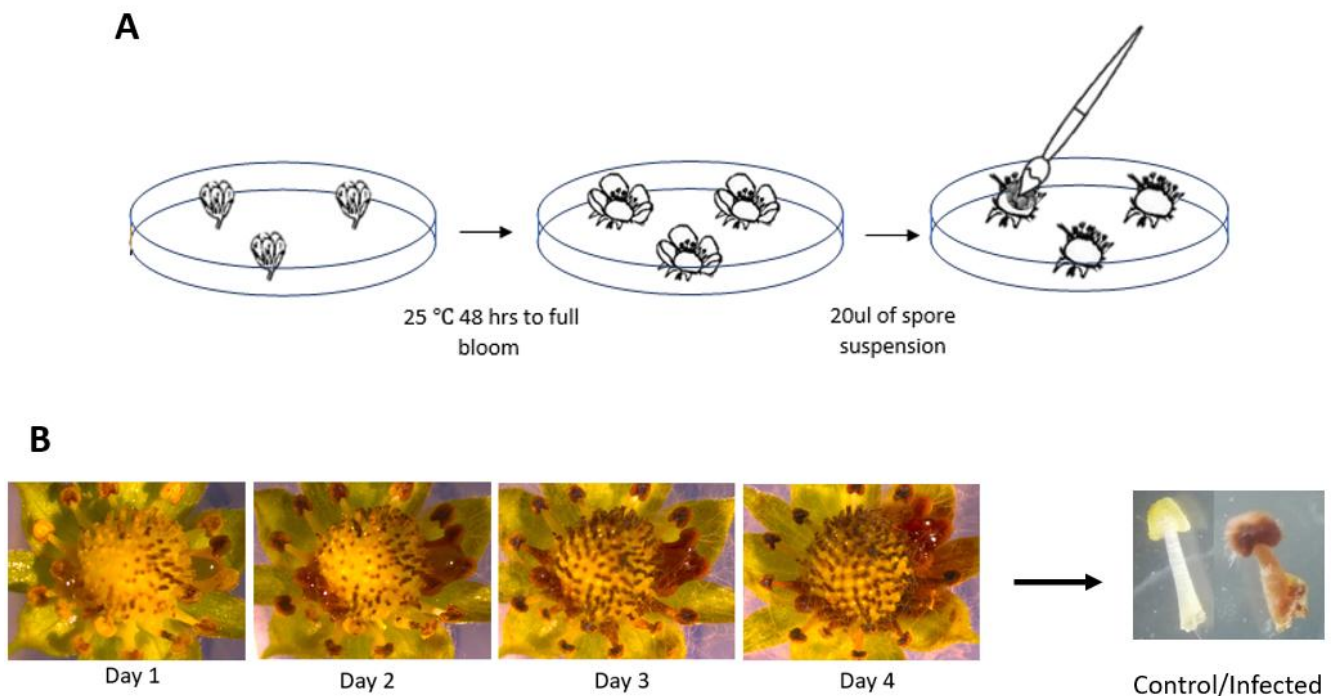 A
25 ℃ 48 hrs to full
bloom
20ul of spore
suspension
B
Day 1
Day 2
Day 3
Day 4
Control/Infected